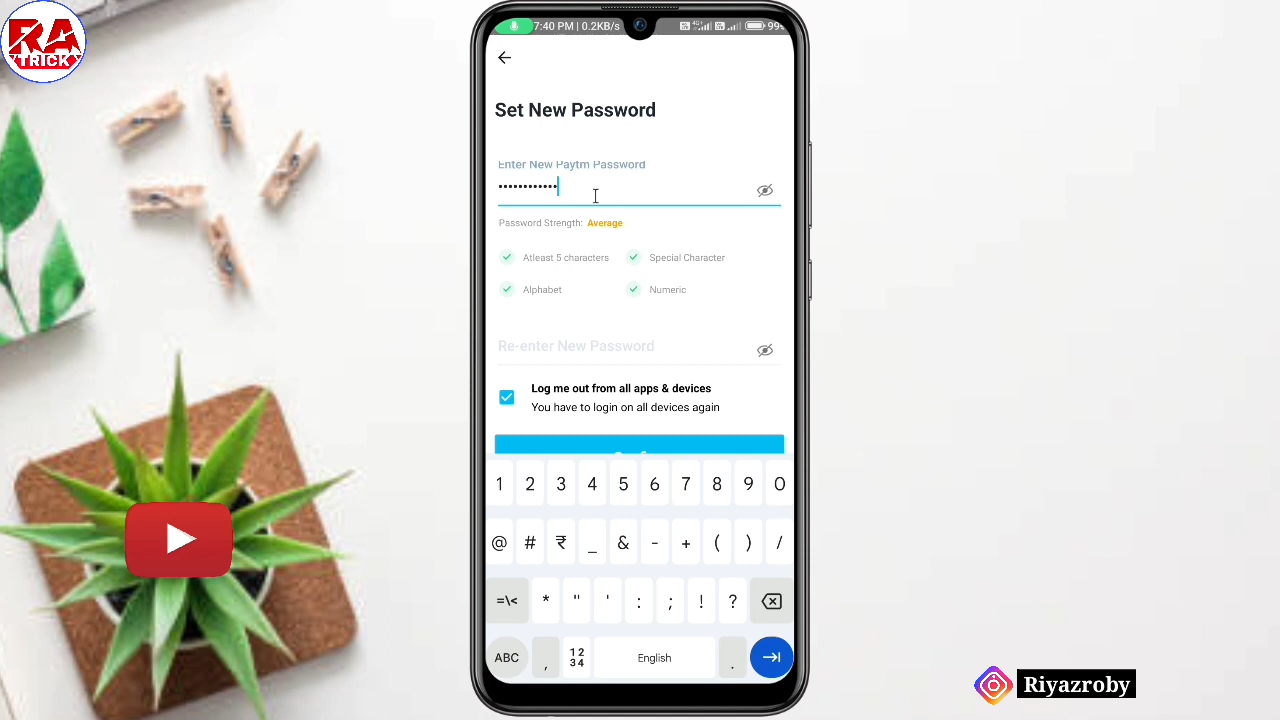 RA
TRICK
7:40 PM | 0.2KB/s
4G+
99
Set New Password
Enter New Paytm Password
••••••••••••
Password Strength: Average
Atleast 5 characters
Special Character
Alphabet
Numeric
Re-enter New Password
Log me out from all apps & devices
You have to login on all devices again
1 2 3 4 5 6 7 8 9 0
@ # ₹ _ & - + ( ) /
=\< * " ' : ; ! ?
ABC , 12 English .
34
Riyazroby